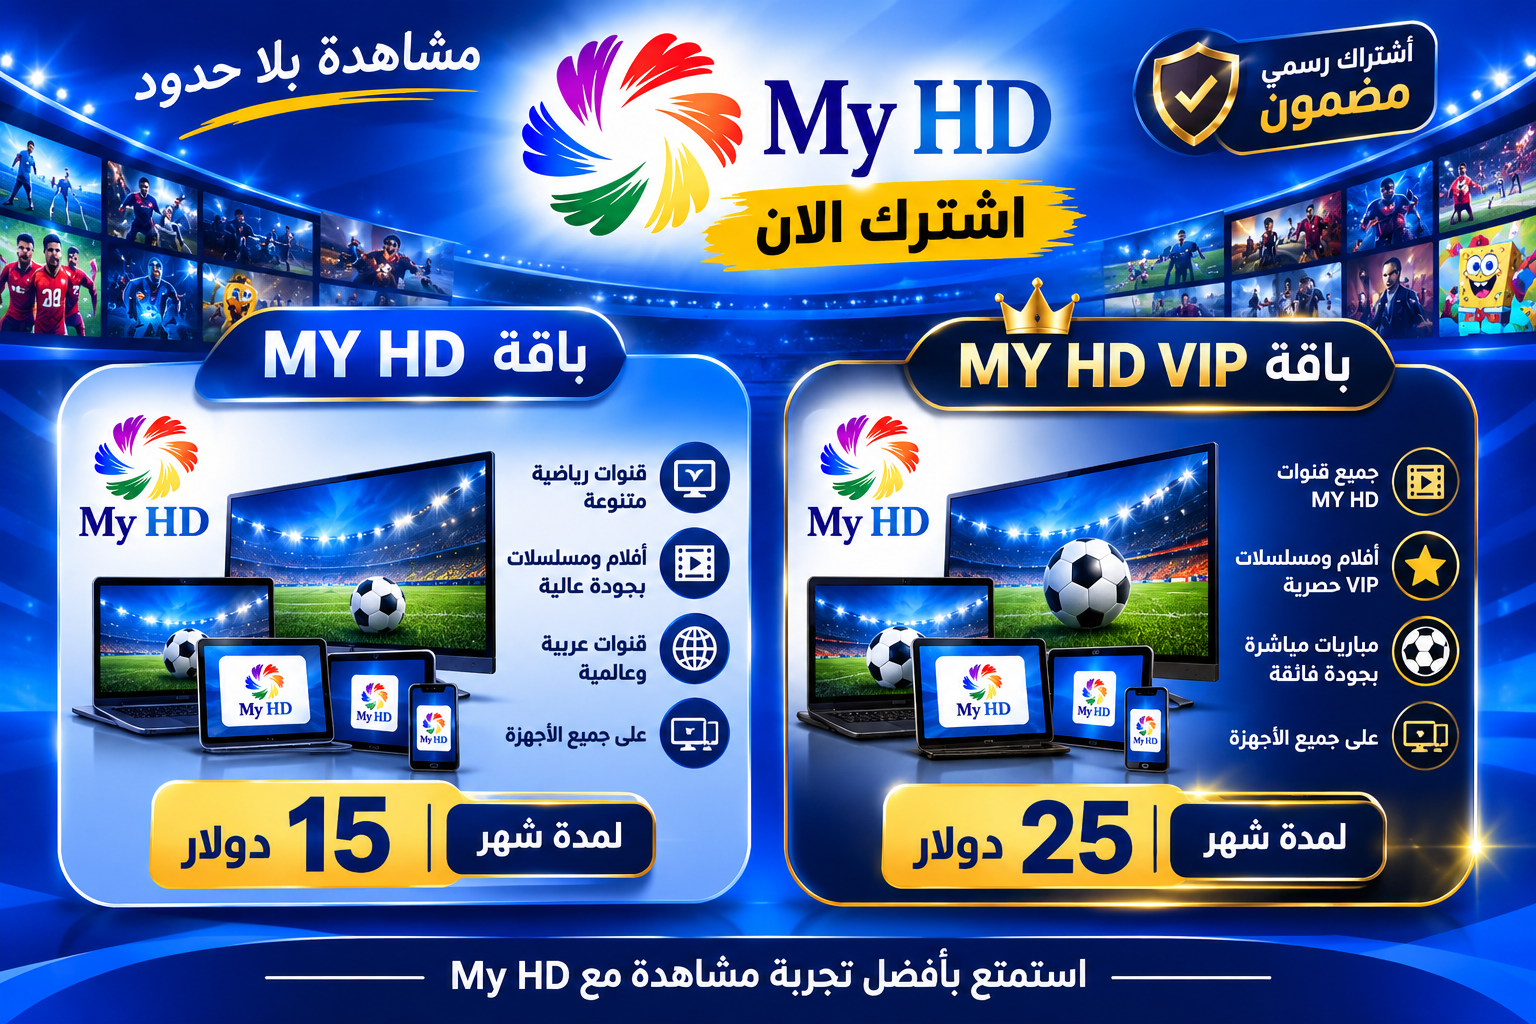 مشاهدة بلا حدود
My HD
اشترك الان
أشتراك رسمي
مضمون
باقة MY HD
My HD
قنوات رياضية
متنوعة
أفلام ومسلسلات
بجودة عالية
قنوات عربية
وعالمية
على جميع الأجهزة
My HD
My HD
My HD
لمدة شهر
15 دولار
باقة MY HD VIP
My HD
جميع قنوات
MY HD
أفلام ومسلسلات
VIP حصرية
مباريات مباشرة
بجودة فائقة
على جميع الأجهزة
My HD
My HD
My HD
لمدة شهر
25 دولار
استمتع بأفضل تجربة مشاهدة مع My HD